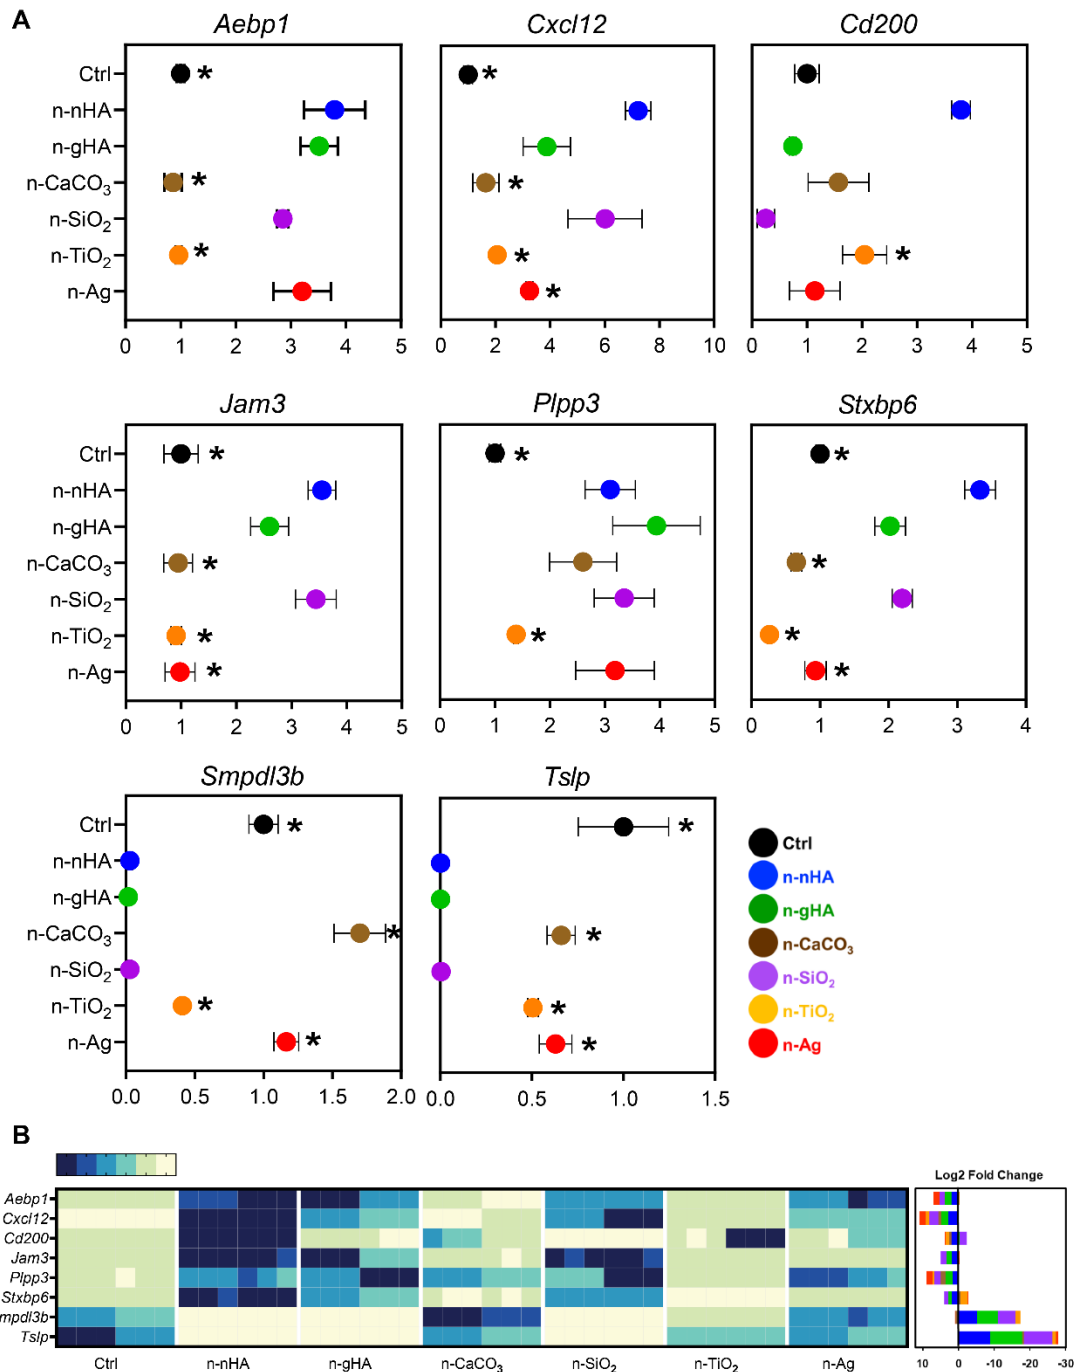 A
Aebp1 Cxcl12 Cd200
Ctrl * * 
n-nHA
n-gHA
n-CaCO3 * *
n-SiO2
n-TiO2 * * *
n-Ag *
0 1 2 3 4 5 0 2 4 6 8 10 0 1 2 3 4 5
Jam3 Plpp3 Stxbp6
Ctrl * * *
n-nHA
n-gHA
n-CaCO3 * *
n-SiO2
n-TiO2 * * *
n-Ag * *
0 1 2 3 4 5 0 1 2 3 4 5 0 1 2 3 4
Smpdl3b Tslp
Ctrl * *
n-nHA
n-gHA
n-CaCO3 * *
n-SiO2
n-TiO2 * *
n-Ag * *
0.0 0.5 1.0 1.5 2.0 0.0 0.5 1.0 1.5
Ctrl
n-nHA
n-gHA
n-CaCO3
n-SiO2
n-TiO2
n-Ag
B
Log2 Fold Change
Aebp1
Cxcl12
Cd200
Jam3
Plpp3
Stxbp6
mpdl3b
Tslp
Ctrl n-nHA n-gHA n-CaCO3 n-SiO2 n-TiO2 n-Ag
10 0 -10 -20 -30